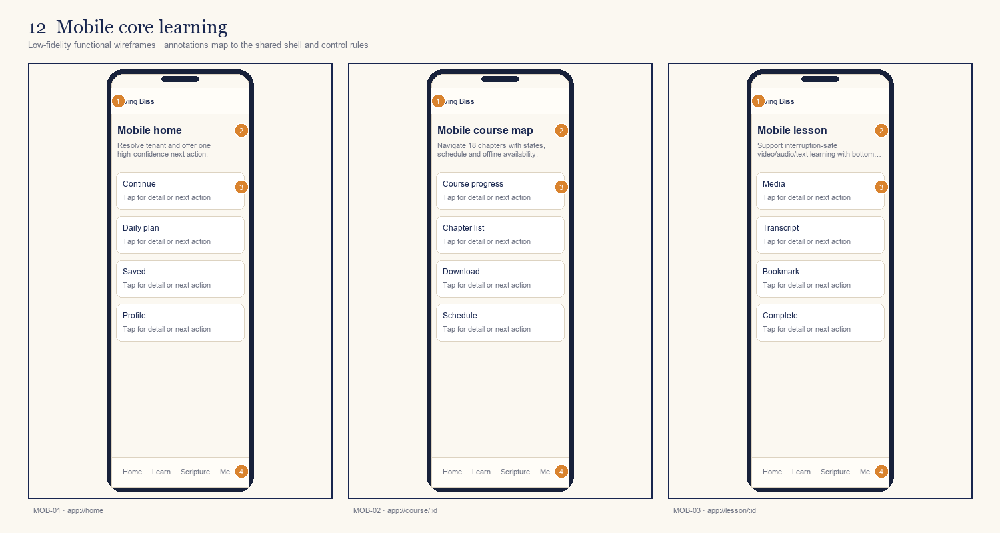 12 Mobile core learning
Low-fidelity functional wireframes · annotations map to the shared shell and control rules
1 ving Bliss
Mobile home 2
Resolve tenant and offer one
high-confidence next action.
Continue 3
Tap for detail or next action
Daily plan
Tap for detail or next action
Saved
Tap for detail or next action
Profile
Tap for detail or next action
Home Learn Scripture Me 4
MOB-01 · app://home
1 ving Bliss
Mobile course map 2
Navigate 18 chapters with states,
schedule and offline availability.
Course progress 3
Tap for detail or next action
Chapter list
Tap for detail or next action
Download
Tap for detail or next action
Schedule
Tap for detail or next action
Home Learn Scripture Me 4
MOB-02 · app://course/:id
1 ving Bliss
Mobile lesson 2
Support interruption-safe
video/audio/text learning with bottom…
Media 3
Tap for detail or next action
Transcript
Tap for detail or next action
Bookmark
Tap for detail or next action
Complete
Tap for detail or next action
Home Learn Scripture Me 4
MOB-03 · app://lesson/:id